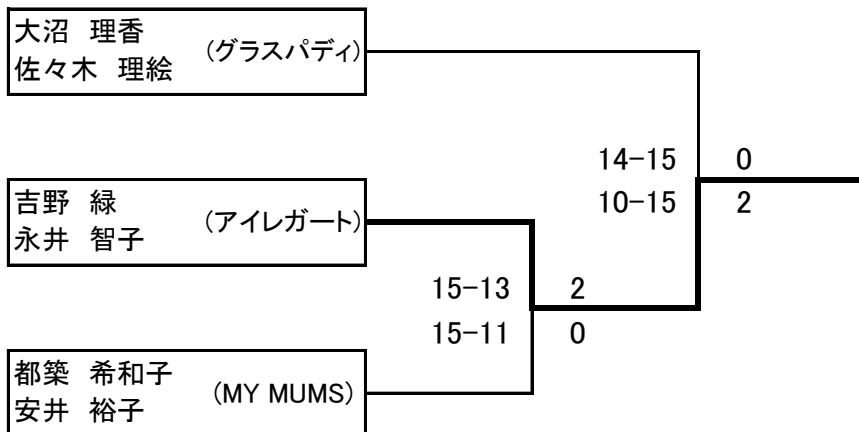 大沼 理香
佐々木 理絵
(グラスパディ)
14-15 0
10-15 2
吉野 緑
永井 智子
(アイレガート)
15-13 2
15-11 0
都築 希和子
安井 裕子
(MY MUMS)